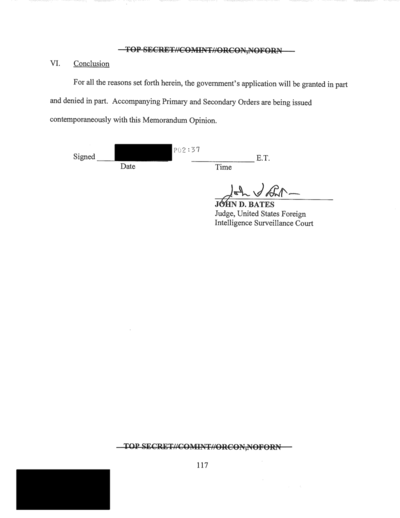 TOP SECRET//COMINT//ORCON,NOFORN
VI. Conclusion
For all the reasons set forth herein, the government's application will be granted in part
and denied in part. Accompanying Primary and Secondary Orders are being issued
contemporaneously with this Memorandum Opinion.
P02:37
Signed E.T.
Date Time
JOHN D. BATES
Judge, United States Foreign
Intelligence Surveillance Court
TOP SECRET//COMINT//ORCON,NOFORN
117